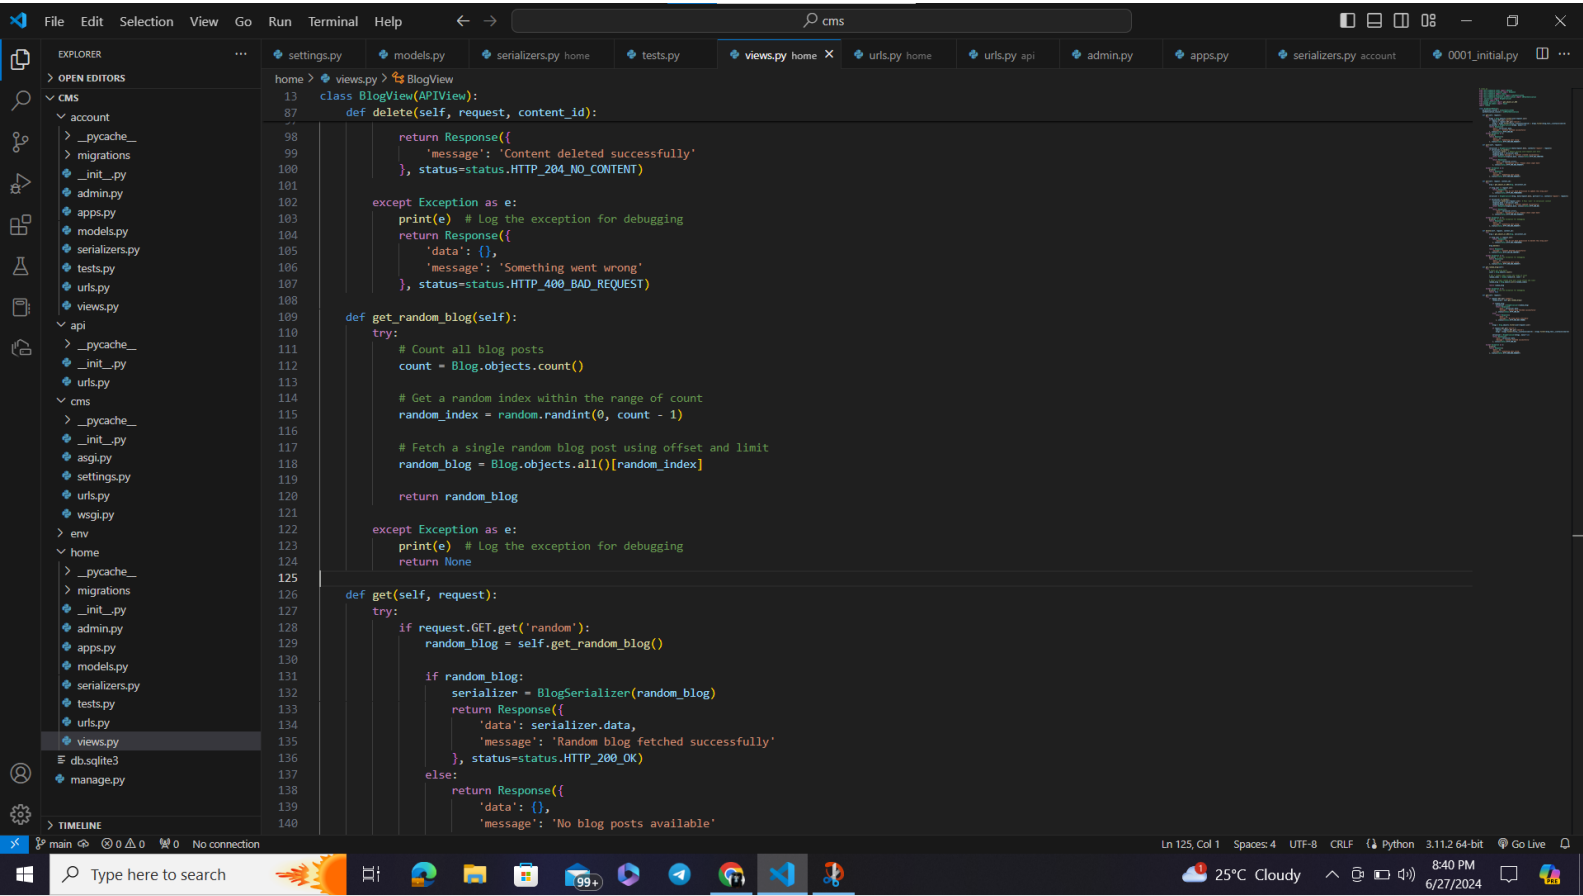 File Edit Selection View Go Run Terminal Help
cms
EXPLORER
settings.py
models.py
serializers.py home
tests.py
views.py home
urls.py home
urls.py api
admin.py
apps.py
serializers.py account
0001_initial.py
OPEN EDITORS
CMS
account
__pycache__
migrations
__init__.py
admin.py
apps.py
models.py
serializers.py
tests.py
urls.py
views.py
api
__pycache__
__init__.py
urls.py
cms
__pycache__
__init__.py
asgi.py
settings.py
urls.py
wsgi.py
env
home
__pycache__
migrations
__init__.py
admin.py
apps.py
models.py
serializers.py
tests.py
urls.py
views.py
db.sqlite3
manage.py
TIMELINE
home > views.py > BlogView
13 class BlogView(APIView):
87 def delete(self, request, content_id):
98 return Response({
99 'message': 'Content deleted successfully'
100 }, status=status.HTTP_204_NO_CONTENT)
101
102 except Exception as e:
103 print(e) # Log the exception for debugging
104 return Response({
105 'data': {},
106 'message': 'Something went wrong'
107 }, status=status.HTTP_400_BAD_REQUEST)
108
109 def get_random_blog(self):
110 try:
111 # Count all blog posts
112 count = Blog.objects.count()
113
114 # Get a random index within the range of count
115 random_index = random.randint(0, count - 1)
116
117 # Fetch a single random blog post using offset and limit
118 random_blog = Blog.objects.all()[random_index]
119
120 return random_blog
121
122 except Exception as e:
123 print(e) # Log the exception for debugging
124 return None
125
126 def get(self, request):
127 try:
128 if request.GET.get('random'):
129 random_blog = self.get_random_blog()
130
131 if random_blog:
132 serializer = BlogSerializer(random_blog)
133 return Response({
134 'data': serializer.data,
135 'message': 'Random blog fetched successfully'
136 }, status=status.HTTP_200_OK)
137 else:
138 return Response({
139 'data': {},
140 'message': 'No blog posts available'
main
0 0
0
No connection
Ln 125, Col 1
Spaces: 4
UTF-8
CRLF
Python
3.11.2 64-bit
Go Live
Type here to search
99+
1
25°C Cloudy
8:40 PM
6/27/2024
PRE